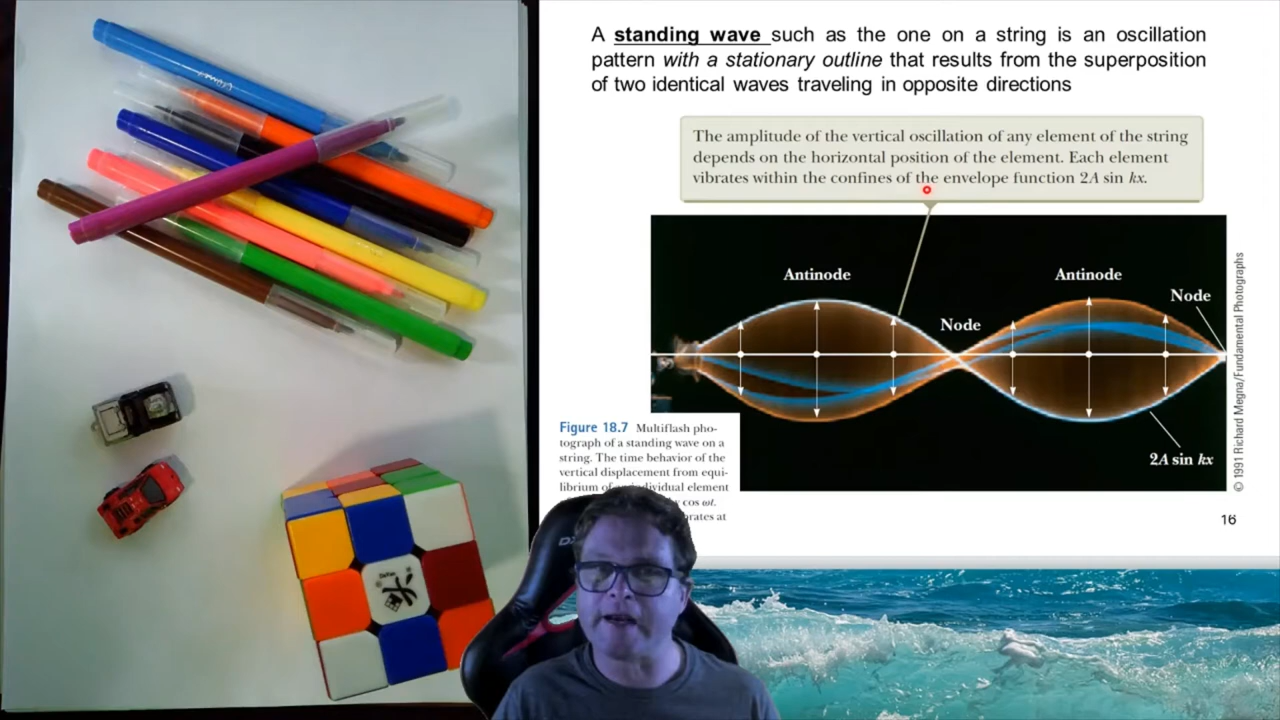 A standing wave such as the one on a string is an oscillation
pattern with a stationary outline that results from the superposition
of two identical waves traveling in opposite directions
The amplitude of the vertical oscillation of any element of the string
depends on the horizontal position of the element. Each element
vibrates within the confines of the envelope function 2A sin kx.
Antinode
Antinode
Node
Node
2A sin kx
© 1991 Richard Megna/Fundamental Photographs
Figure 18.7 Multiflash pho-
tograph of a standing wave on a
string. The time behavior of the
vertical displacement from equi-
librium of individual element
cos ωt.
brates at
16